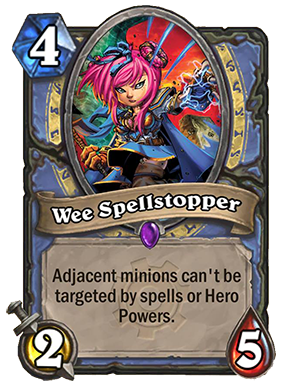 4
Wee Spellstopper
Adjacent minions can't be
targeted by spells or Hero
Powers.
2
5